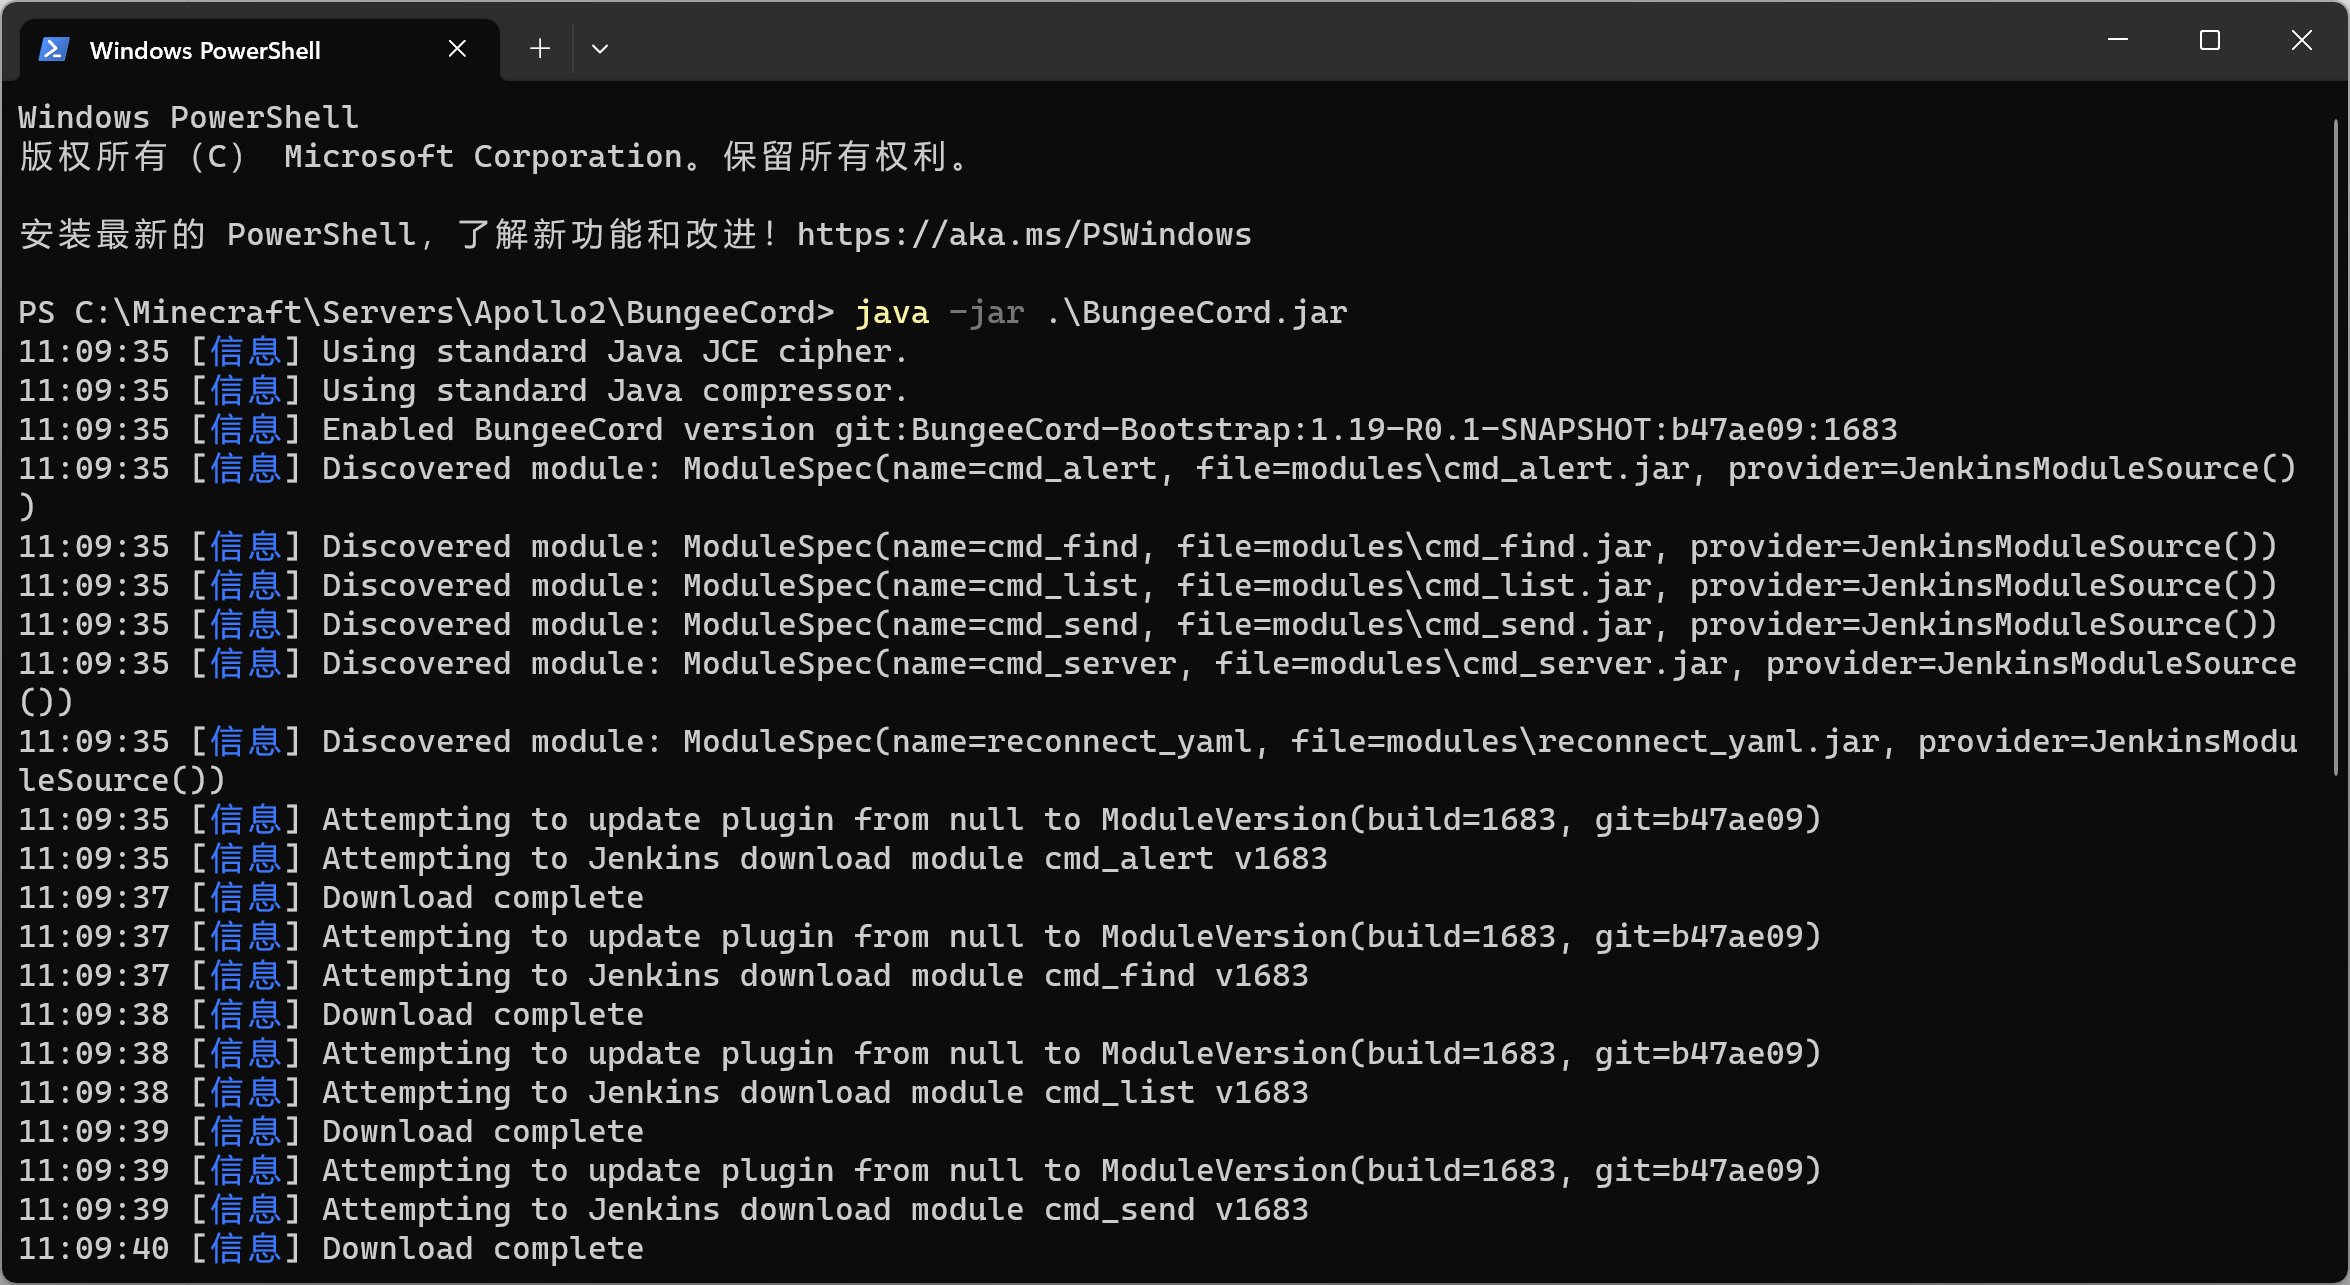 Windows PowerShell
Windows PowerShell
版权所有（C） Microsoft Corporation。保留所有权利。
安装最新的 PowerShell，了解新功能和改进！https://aka.ms/PSWindows
PS C:\Minecraft\Servers\Apollo2\BungeeCord> java -jar .\BungeeCord.jar
11:09:35 [信息] Using standard Java JCE cipher.
11:09:35 [信息] Using standard Java compressor.
11:09:35 [信息] Enabled BungeeCord version git:BungeeCord-Bootstrap:1.19-R0.1-SNAPSHOT:b47ae09:1683
11:09:35 [信息] Discovered module: ModuleSpec(name=cmd_alert, file=modules\cmd_alert.jar, provider=JenkinsModuleSource()
)
11:09:35 [信息] Discovered module: ModuleSpec(name=cmd_find, file=modules\cmd_find.jar, provider=JenkinsModuleSource())
11:09:35 [信息] Discovered module: ModuleSpec(name=cmd_list, file=modules\cmd_list.jar, provider=JenkinsModuleSource())
11:09:35 [信息] Discovered module: ModuleSpec(name=cmd_send, file=modules\cmd_send.jar, provider=JenkinsModuleSource())
11:09:35 [信息] Discovered module: ModuleSpec(name=cmd_server, file=modules\cmd_server.jar, provider=JenkinsModuleSource
())
11:09:35 [信息] Discovered module: ModuleSpec(name=reconnect_yaml, file=modules\reconnect_yaml.jar, provider=JenkinsModu
leSource())
11:09:35 [信息] Attempting to update plugin from null to ModuleVersion(build=1683, git=b47ae09)
11:09:35 [信息] Attempting to Jenkins download module cmd_alert v1683
11:09:37 [信息] Download complete
11:09:37 [信息] Attempting to update plugin from null to ModuleVersion(build=1683, git=b47ae09)
11:09:37 [信息] Attempting to Jenkins download module cmd_find v1683
11:09:38 [信息] Download complete
11:09:38 [信息] Attempting to update plugin from null to ModuleVersion(build=1683, git=b47ae09)
11:09:38 [信息] Attempting to Jenkins download module cmd_list v1683
11:09:39 [信息] Download complete
11:09:39 [信息] Attempting to update plugin from null to ModuleVersion(build=1683, git=b47ae09)
11:09:39 [信息] Attempting to Jenkins download module cmd_send v1683
11:09:40 [信息] Download complete